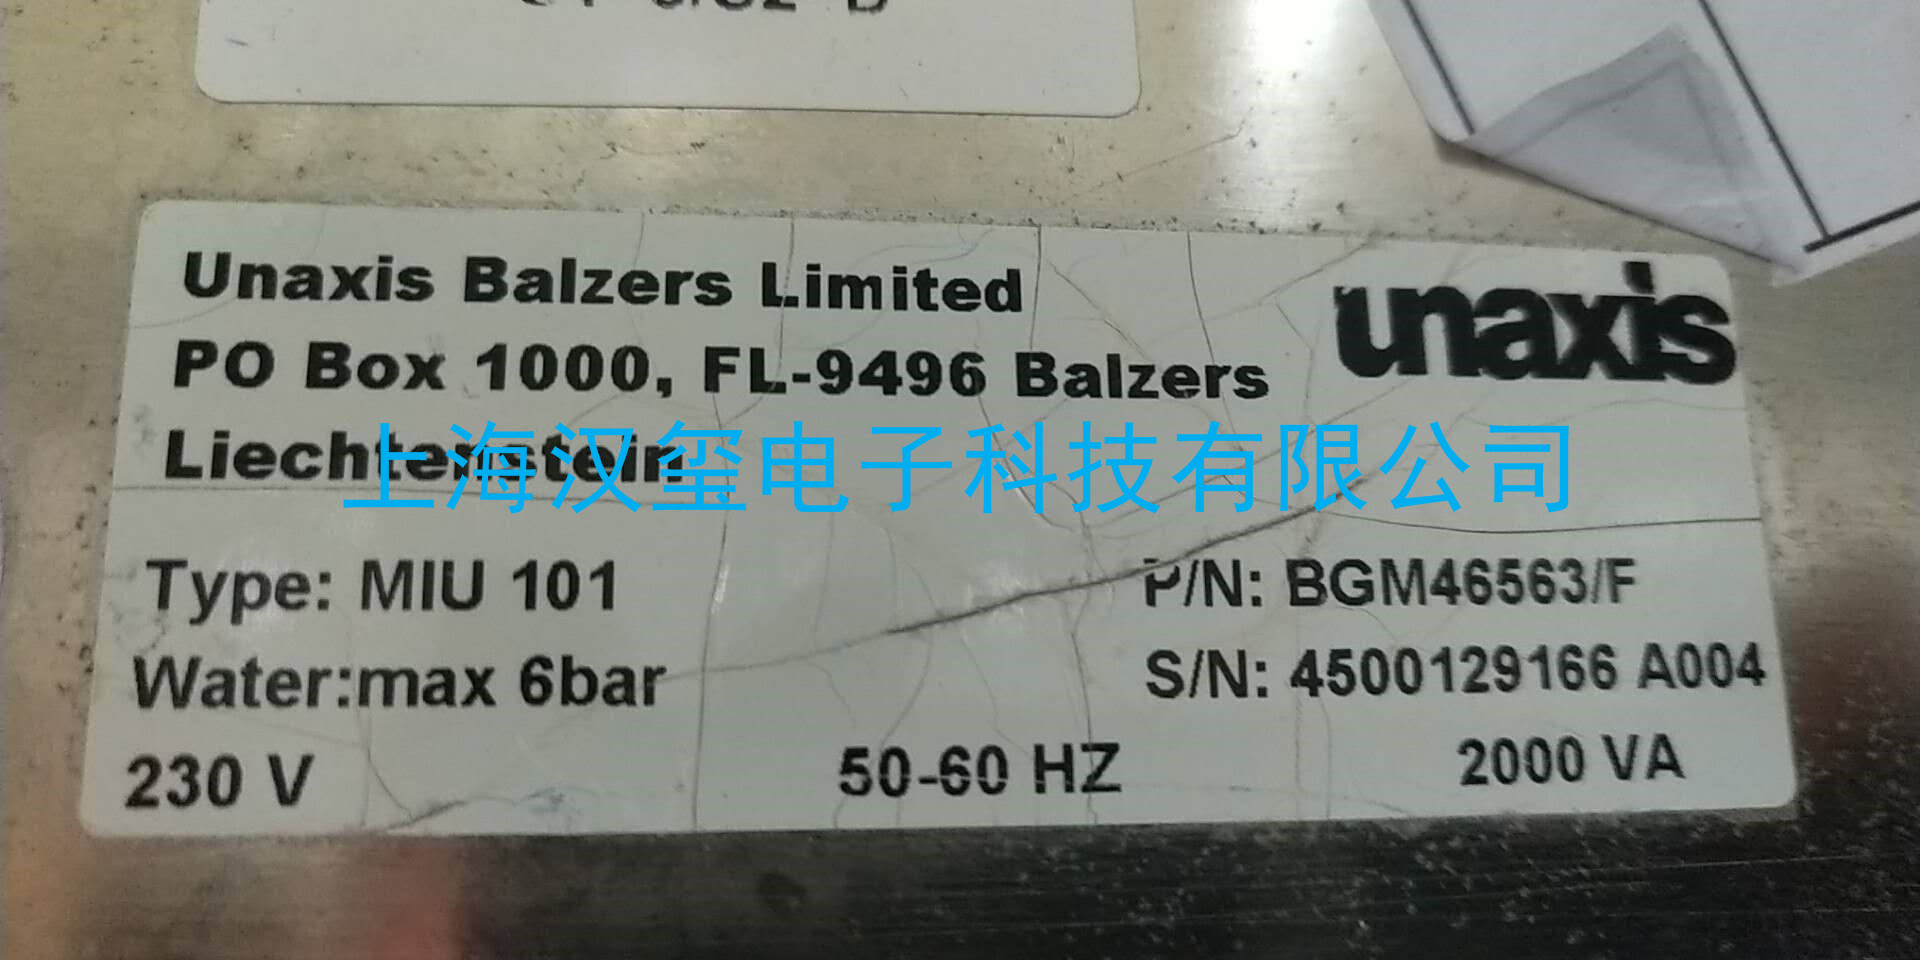 Unaxis Balzers Limited
unaxis
PO Box 1000, FL-9496 Balzers
Liechtenstein
上海汉玺电子科技有限公司
Type: MIU 101
P/N: BGM46563/F
Water:max 6bar
S/N: 4500129166 A004
230 V
50-60 HZ
2000 VA